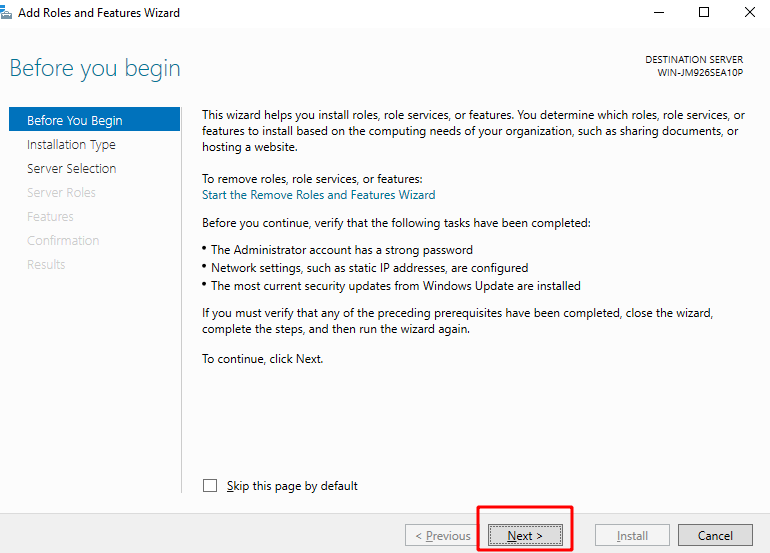 Add Roles and Features Wizard
Before you begin
DESTINATION SERVER
WIN-JM926SEA10P
Before You Begin
Installation Type
Server Selection
Server Roles
Features
Confirmation
Results
This wizard helps you install roles, role services, or features. You determine which roles, role services, or
features to install based on the computing needs of your organization, such as sharing documents, or
hosting a website.
To remove roles, role services, or features:
Start the Remove Roles and Features Wizard
Before you continue, verify that the following tasks have been completed:
• The Administrator account has a strong password
• Network settings, such as static IP addresses, are configured
• The most current security updates from Windows Update are installed
If you must verify that any of the preceding prerequisites have been completed, close the wizard,
complete the steps, and then run the wizard again.
To continue, click Next.
Skip this page by default
< Previous
Next >
Install
Cancel